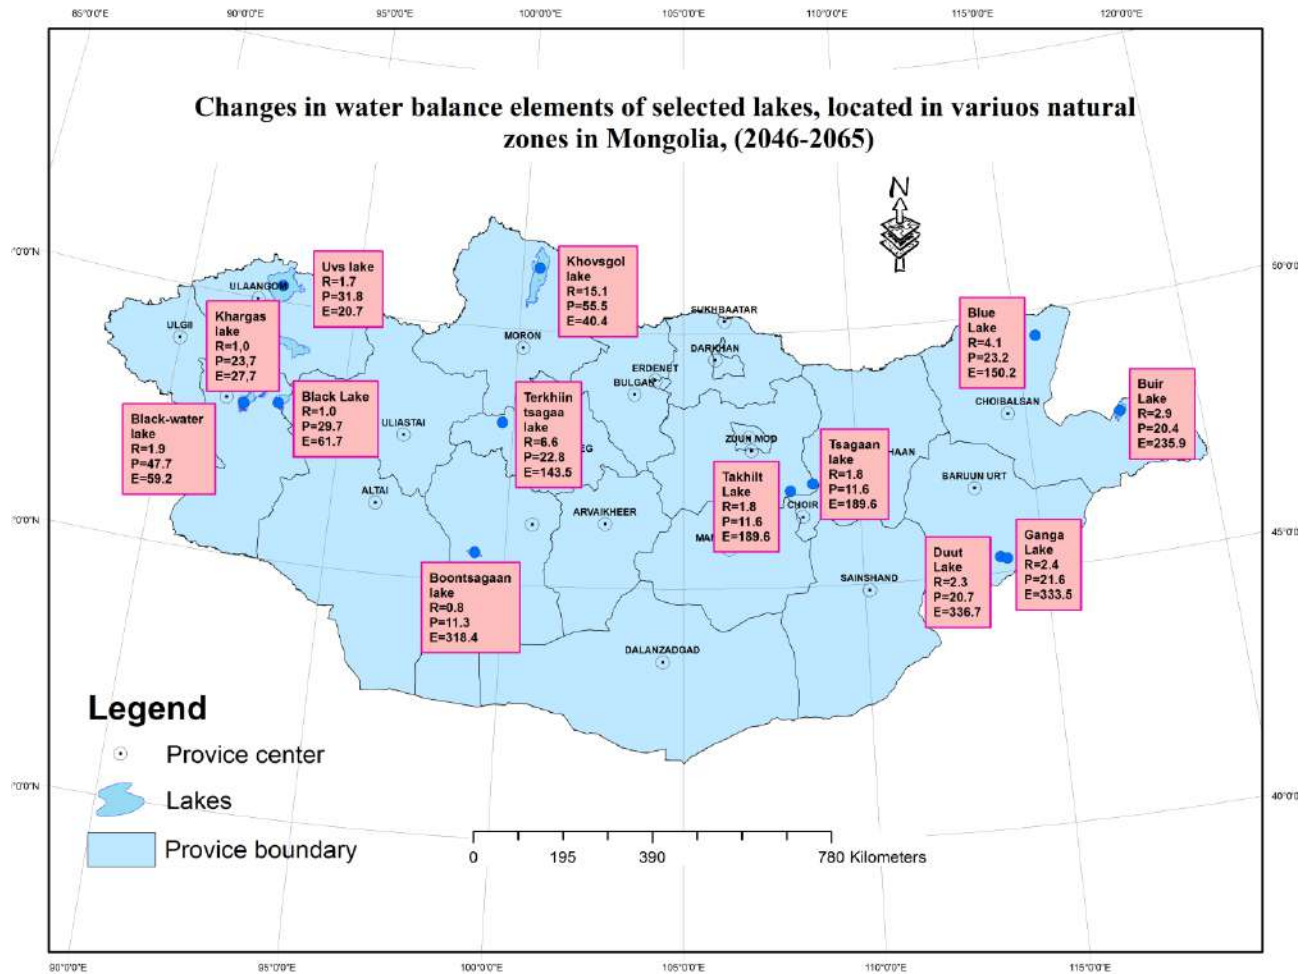 85°0'0"E 90°0'0"E 95°0'0"E 100°0'0"E 105°0'0"E 110°0'0"E 115°0'0"E 120°0'0"E
Changes in water balance elements of selected lakes, located in variuos natural
zones in Mongolia, (2046-2065)
N
°0'0"N
50°0'0"
Uvs lake
R=1.7
P=31.8
E=20.7
Khovsgol
lake
R=15.1
P=55.5
E=40.4
ULAANGOM
Khargas
lake
R=1,0
P=23,7
E=27,7
ULGII
SUKHBAATAR
MORON
DARKHAN
ERDENET
BULGAN
Blue
Lake
R=4.1
P=23.2
E=150.2
CHOIBALSAN
Buir
Lake
R=2.9
P=20.4
E=235.9
Black Lake
R=1.0
P=29.7
E=61.7
Black-water
lake
R=1.9
P=47.7
E=59.2
ULIASTAI
Terkhiin
tsagaa
lake
R=6.6
P=22.8
E=143.5
EG
ZUUN MOD
Tsagaan
lake
R=1.8
P=11.6
E=189.6
HAAN
Takhilt
Lake
R=1.8
P=11.6
E=189.6
BARUUN URT
ALTAI
ARVAIKHEER
CHOIR
MAN
°0'0"N
45°0'0"
Boontsagaan
lake
R=0.8
P=11.3
E=318.4
SAINSHAND
Duut
Lake
R=2.3
P=20.7
E=336.7
Ganga
Lake
R=2.4
P=21.6
E=333.5
DALANZADGAD
Legend
Provice center
Lakes
Provice boundary
°0'0"N
40°0'0"
0 195 390 780 Kilometers
90°0'0"E 95°0'0"E 100°0'0"E 105°0'0"E 110°0'0"E 115°0'0"E